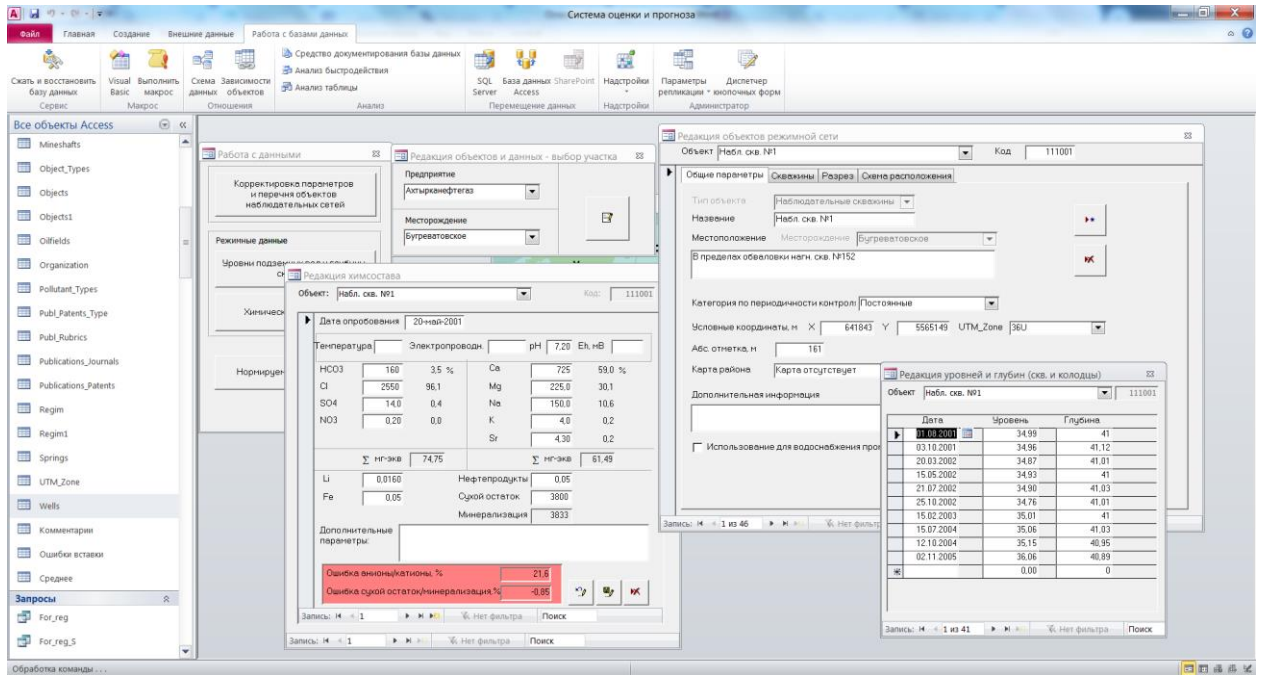 Система оценки и прогноза
Файл Главная Создание Внешние данные Работа с базами данных
Сжать и восстановить базу данных
Visual Basic
Выполнить макрос
Схема данных
Зависимости объектов
Средство документирования базы данных
Анализ быстродействия
Анализ таблицы
SQL Server
База данных Access
SharePoint
Надстройки
Параметры репликации
Диспетчер кнопочных форм
Сервис Макрос Отношения Анализ Перемещение данных Надстройки Администратор
Все объекты Access
Mineshafts
Object_Types
Objects
Objects1
Oilfields
Organization
Pollutant_Types
Publ_Patents_Type
Publ_Rubrics
Publications_Journals
Publications_Patents
Regim
Regim1
Springs
UTM_Zone
Wells
Комментарии
Ошибки вставки
Среднее
Запросы
For_reg
For_reg_S
Обработка команды . . .
Работа с данными
Корректировка параметров
и перечня объектов
наблюдательных сетей
Режимные данные
Уровни подзем
Химичес
Нормируе
Редакция объектов и данных - выбор участка
Предприятие
Ахтырканефтегаз
Месторождение
Бугреватовское
Редакция химсостава
Объект: Набл. скв. №1 Код: 111001
Дата опробования 20-май-2001
Температура Электропроводн. pH 7,20 Eh, мВ
HCO3 160 3,5 % Ca 725 59,0 %
Cl 2550 96,1 Mg 225,0 30,1
SO4 14,0 0,4 Na 150,0 10,6
NO3 0,20 0,0 K 4,0 0,2
Sr 4,30 0,2
∑ мг-экв 74,75 ∑ мг-экв 61,49
Li 0,0160 Нефтепродукты 0,05
Fe 0,05 Сухой остаток 3800
Минерализация 3833
Дополнительные
параметры:
Ошибка анионы/катионы, % 21,6
Ошибка сухой остаток/минерализация,% -0,85
Запись: 1 Нет фильтра Поиск
Запись: 1 Нет фильтра Поиск
Редакция объектов режимной сети
Объект Набл. скв. №1 Код 111001
Общие параметры Скважины Разрез Схема расположения
Тип объекта Наблюдательные скважины
Название Набл. скв. №1
Местоположение Месторождение Бугреватовское
В пределах обваловки нагн. скв. №152
Категория по периодичности контрол: Постоянные
Условные координаты, м X 641843 Y 5565149 UTM_Zone 36U
Абс. отметка, м 161
Карта района Карта отсутствует
Дополнительная информация
Использование для водоснабжения про
Запись: 1 из 46 Нет фильт
Редакция уровней и глубин (скв. и колодцы)
Объект Набл. скв. №1 111001
Дата Уровень Глубина
01.08.2001 34,99 41
03.10.2001 34,96 41,12
20.03.2002 34,87 41,01
15.05.2002 34,93 41
21.07.2002 34,90 41,03
25.10.2002 34,76 41,01
15.02.2003 35,01 41
15.07.2004 35,06 41,03
12.10.2004 35,15 40,95
02.11.2005 36,06 40,89
0,00 0
Запись: 1 из 41 Нет фильтра Поиск